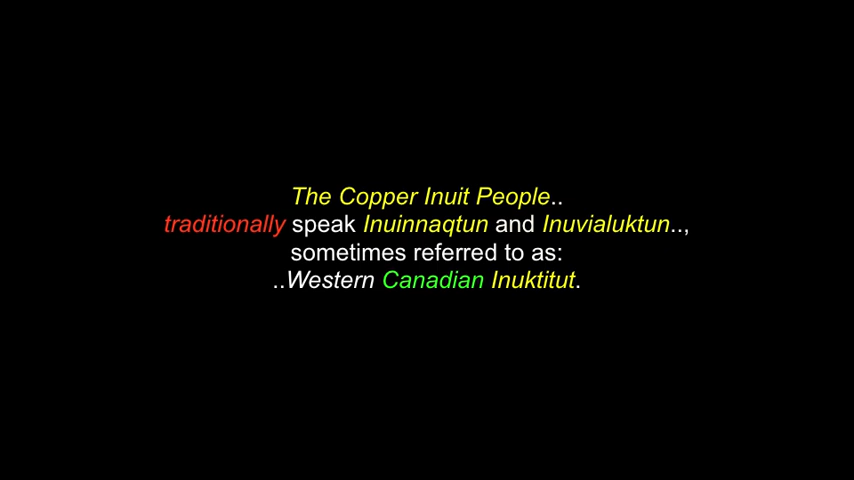 The Copper Inuit People..
traditionally speak Inuinnaqtun and Inuvialuktun..,
sometimes referred to as:
..Western Canadian Inuktitut.